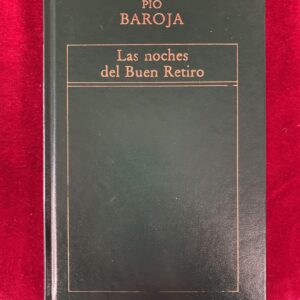 PIO
BAROJA
Las noches
del Buen Retiro